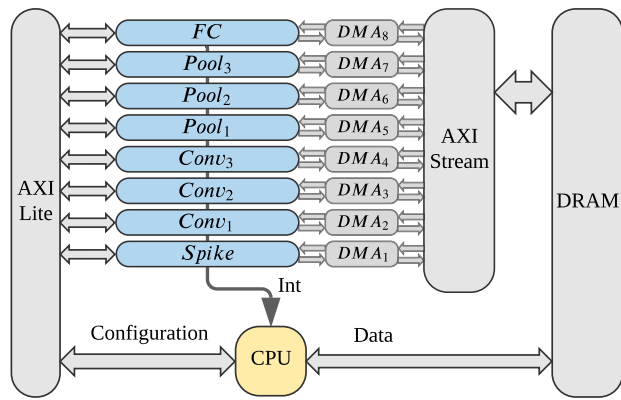 FC DMA₈
Pool₃ DMA₇
Pool₂ DMA₆
Pool₁ DMA₅
Conv₃ DMA₄
Conv₂ DMA₃
Conv₁ DMA₂
Spike DMA₁
AXI
Lite
AXI
Stream
DRAM
Int
Configuration
CPU
Data